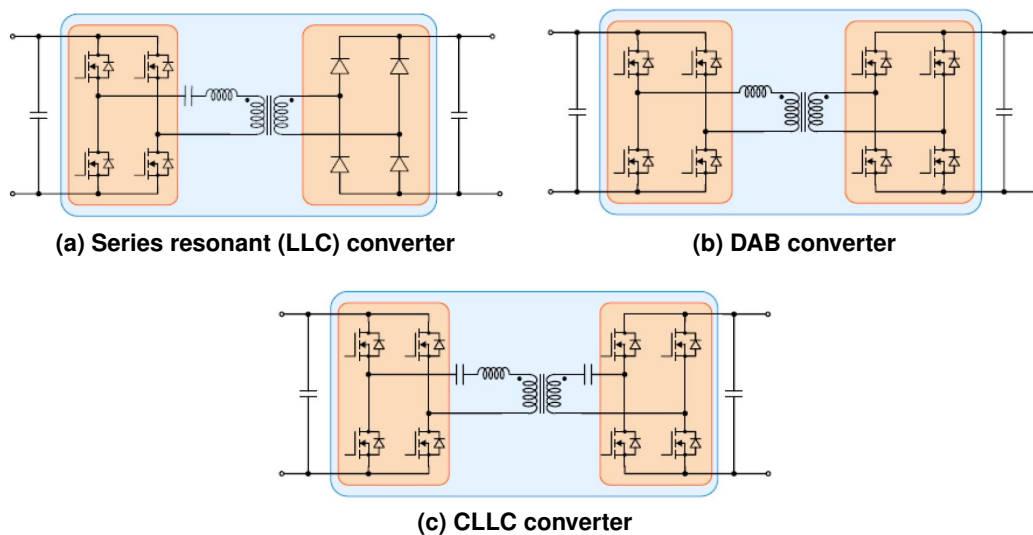 (a) Series resonant (LLC) converter
(b) DAB converter
(c) CLLC converter